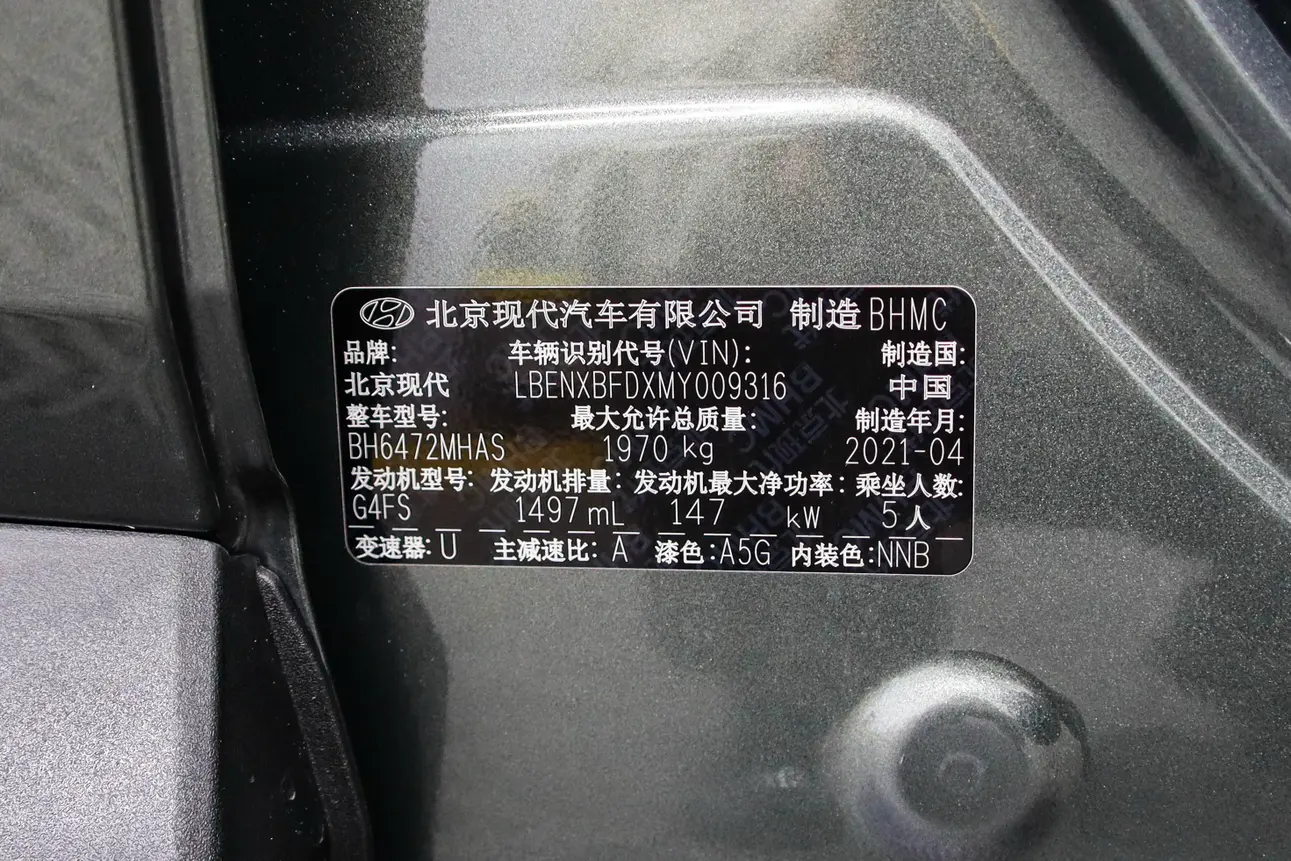 北京现代汽车有限公司 制造 BHMC
品牌: 车辆识别代号(VIN): 制造国:
北京现代 LBENXBFDXMY009316 中国
整车型号: 最大允许总质量: 制造年月:
BH6472MHAS 1970 kg 2021-04
发动机型号: 发动机排量: 发动机最大净功率: 乘坐人数:
G4FS 1497 mL 147 kW 5 人
变速器: U 主减速比: A 漆色: A5G 内装色: NNB